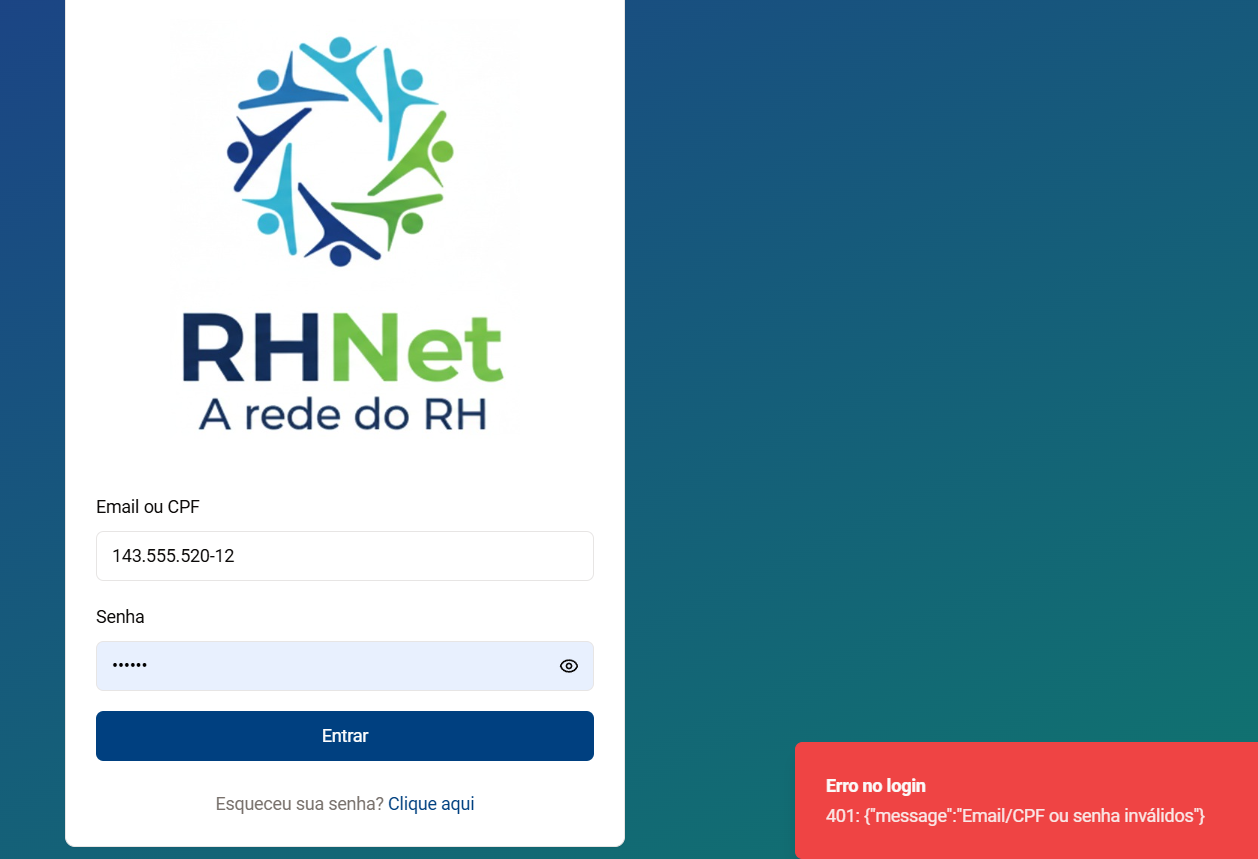 RHNet
A rede do RH
Email ou CPF
143.555.520-12
Senha
••••••
Entrar
Esqueceu sua senha? Clique aqui
Erro no login
401: {"message":"Email/CPF ou senha inválidos"}